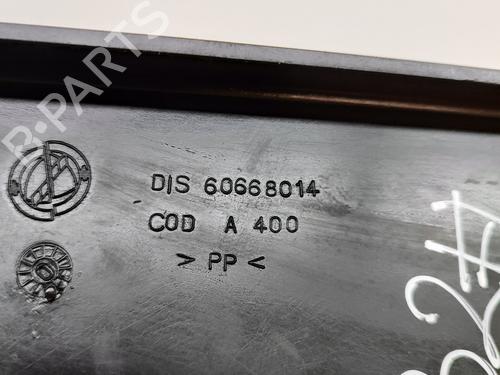 B-PARTS
DIS 60668014
COD A 400
> PP <